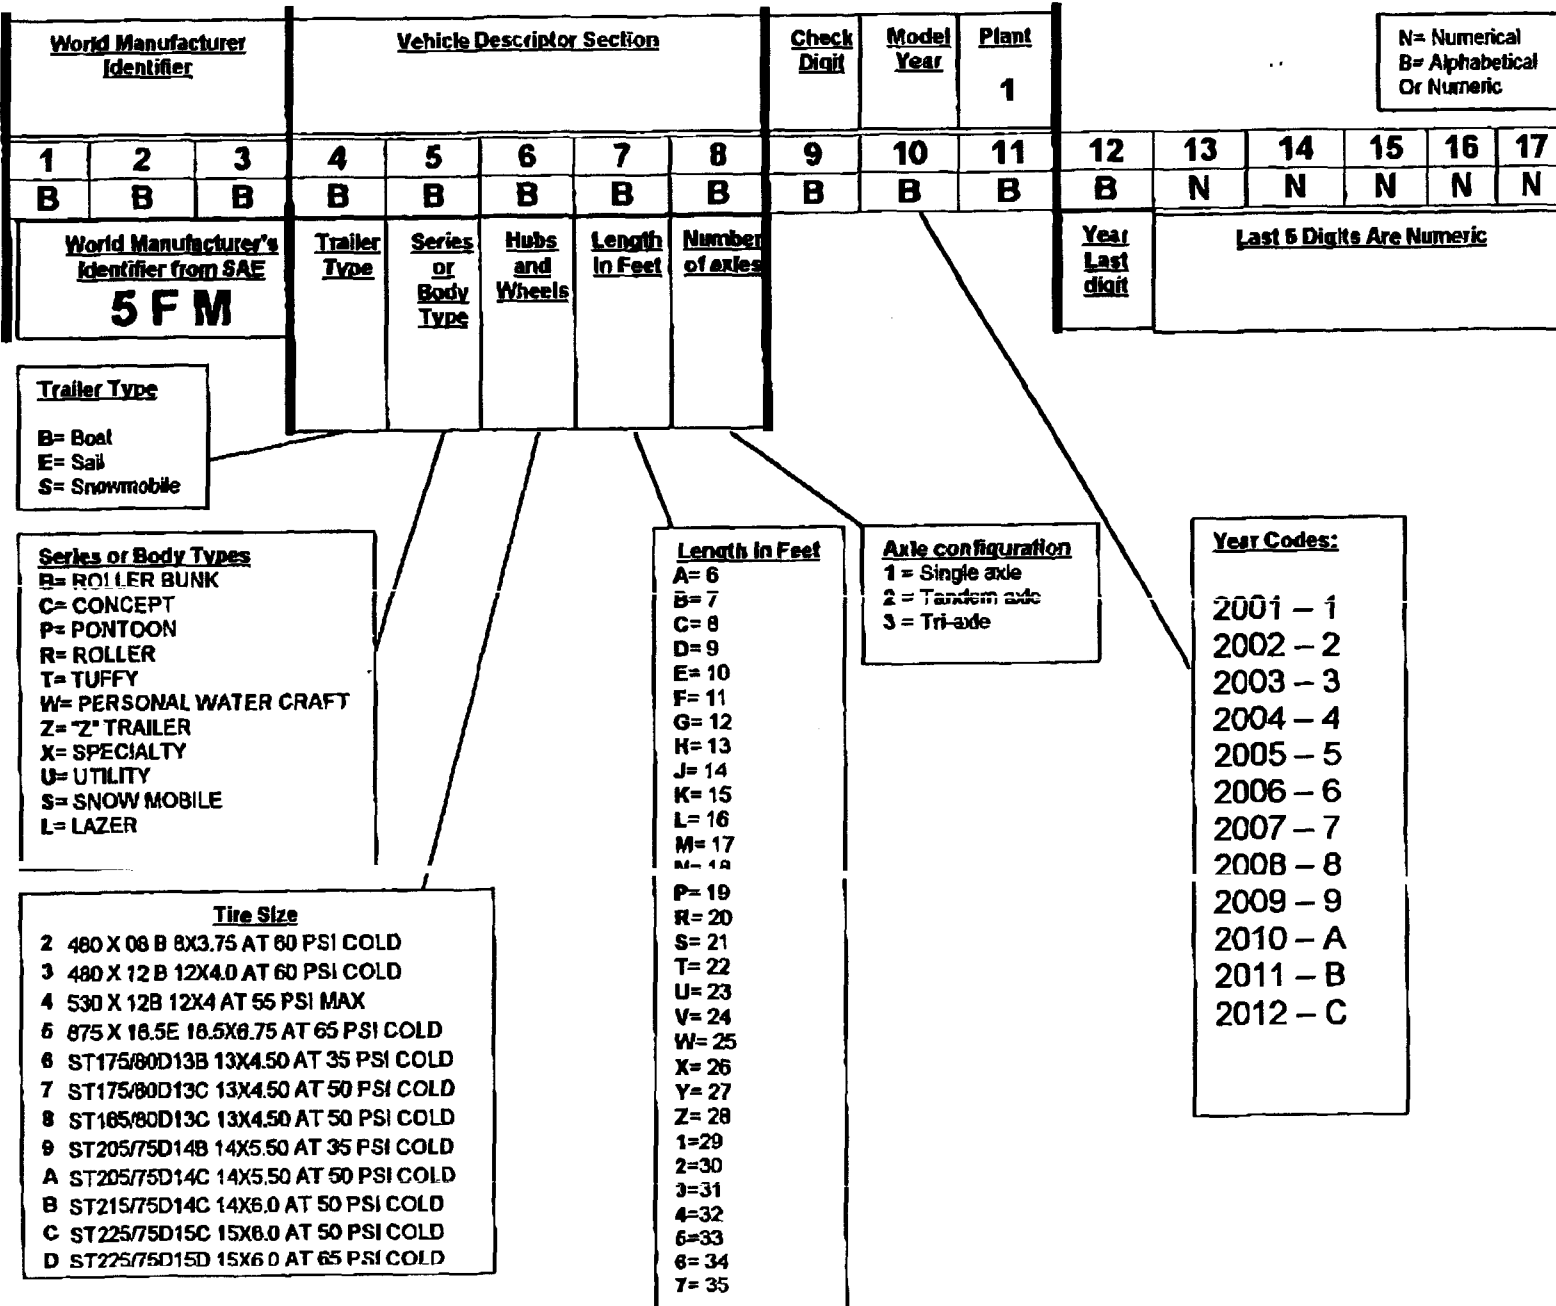 World Manufacturer
Identifier
Vehicle Descriptor Section
Check
Digit
Model
Year
Plant
1
N= Numerical
B= Alphabetical
Or Numeric
1 2 3 4 5 6 7 8 9 10 11 12 13 14 15 16 17
B B B B B B B B B B B B N N N N N
World Manufacturer's
Identifier from SAE
5 F M
Trailer
Type
Series
or
Body
Type
Hubs
and
Wheels
Length
In Feet
Number
of axles
Year
Last
digit
Last 5 Digits Are Numeric
Trailer Type
B= Boat
E= Sail
S= Snowmobile
Series or Body Types
B= ROLLER BUNK
C= CONCEPT
P= PONTOON
R= ROLLER
T= TUFFY
W= PERSONAL WATER CRAFT
Z= "Z" TRAILER
X= SPECIALTY
U= UTILITY
S= SNOW MOBILE
L= LAZER
Tire Size
2 480 X 08 B 8X3.75 AT 60 PSI COLD
3 480 X 12 B 12X4.0 AT 60 PSI COLD
4 530 X 12B 12X4 AT 55 PSI MAX
5 875 X 16.5E 16.5X6.75 AT 65 PSI COLD
6 ST175/80D13B 13X4.50 AT 35 PSI COLD
7 ST175/80D13C 13X4.50 AT 50 PSI COLD
8 ST185/80D13C 13X4.50 AT 50 PSI COLD
9 ST205/75D14B 14X5.50 AT 35 PSI COLD
A ST205/75D14C 14X5.50 AT 50 PSI COLD
B ST215/75D14C 14X6.0 AT 50 PSI COLD
C ST225/75D15C 15X6.0 AT 50 PSI COLD
D ST225/75D15D 15X6.0 AT 65 PSI COLD
Length In Feet
A= 6
B= 7
C= 8
D= 9
E= 10
F= 11
G= 12
H= 13
J= 14
K= 15
L= 16
M= 17
N= 18
P= 19
R= 20
S= 21
T= 22
U= 23
V= 24
W= 25
X= 26
Y= 27
Z= 28
1=29
2=30
3=31
4=32
5=33
6= 34
7= 35
Axle configuration
1 = Single axle
2 = Tandem axle
3 = Tri-axle
Year Codes:
2001 – 1
2002 – 2
2003 – 3
2004 – 4
2005 – 5
2006 – 6
2007 – 7
2008 – 8
2009 – 9
2010 – A
2011 – B
2012 – C